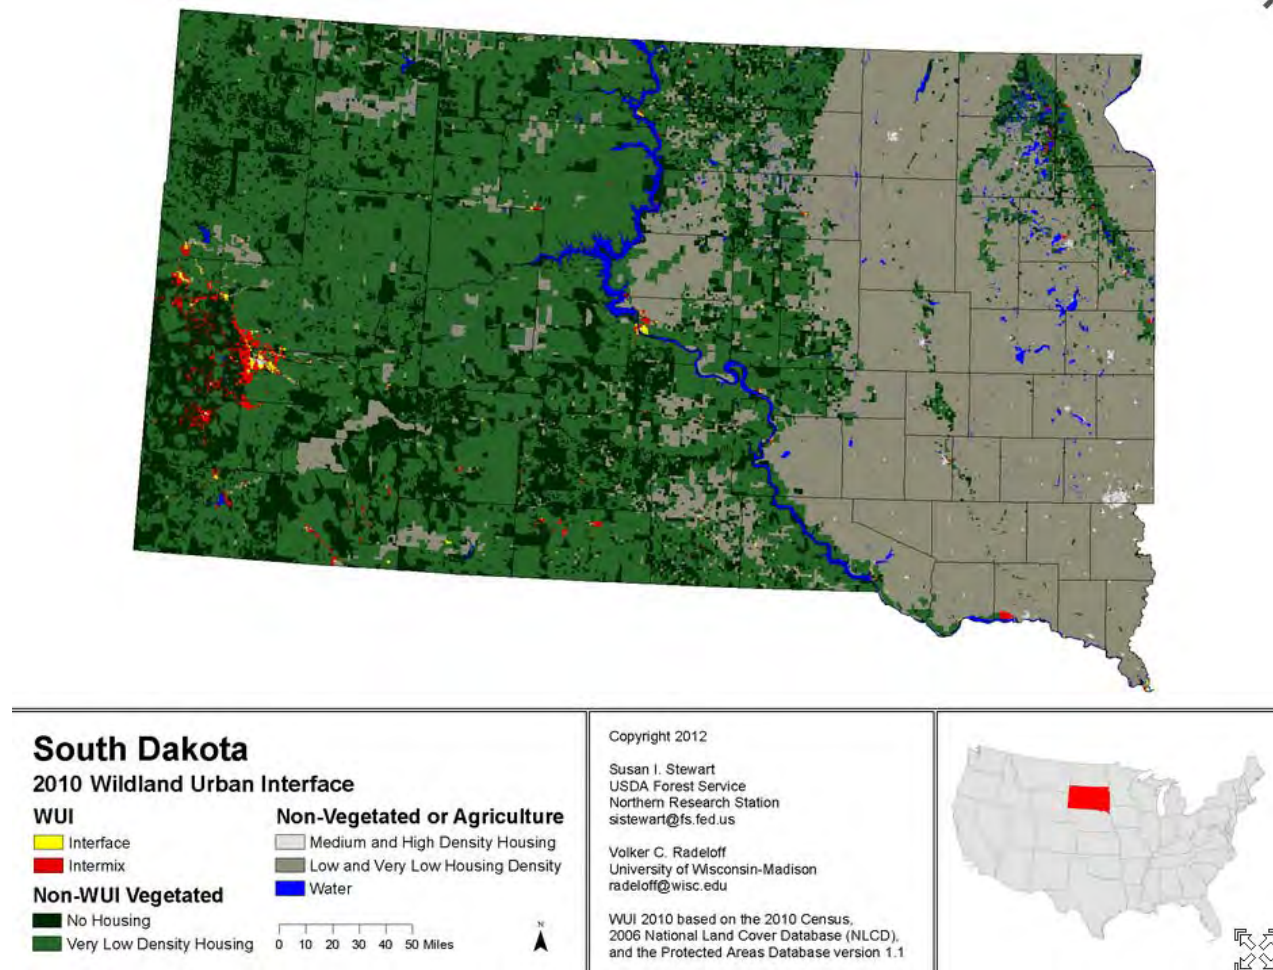 South Dakota
2010 Wildland Urban Interface
WUI
Interface
Intermix
Non-WUI Vegetated
No Housing
Very Low Density Housing
Non-Vegetated or Agriculture
Medium and High Density Housing
Low and Very Low Housing Density
Water
0 10 20 30 40 50 Miles
N
Copyright 2012
Susan I. Stewart
USDA Forest Service
Northern Research Station
sistewart@fs.fed.us
Volker C. Radeloff
University of Wisconsin-Madison
radeloff@wisc.edu
WUI 2010 based on the 2010 Census,
2006 National Land Cover Database (NLCD),
and the Protected Areas Database version 1.1